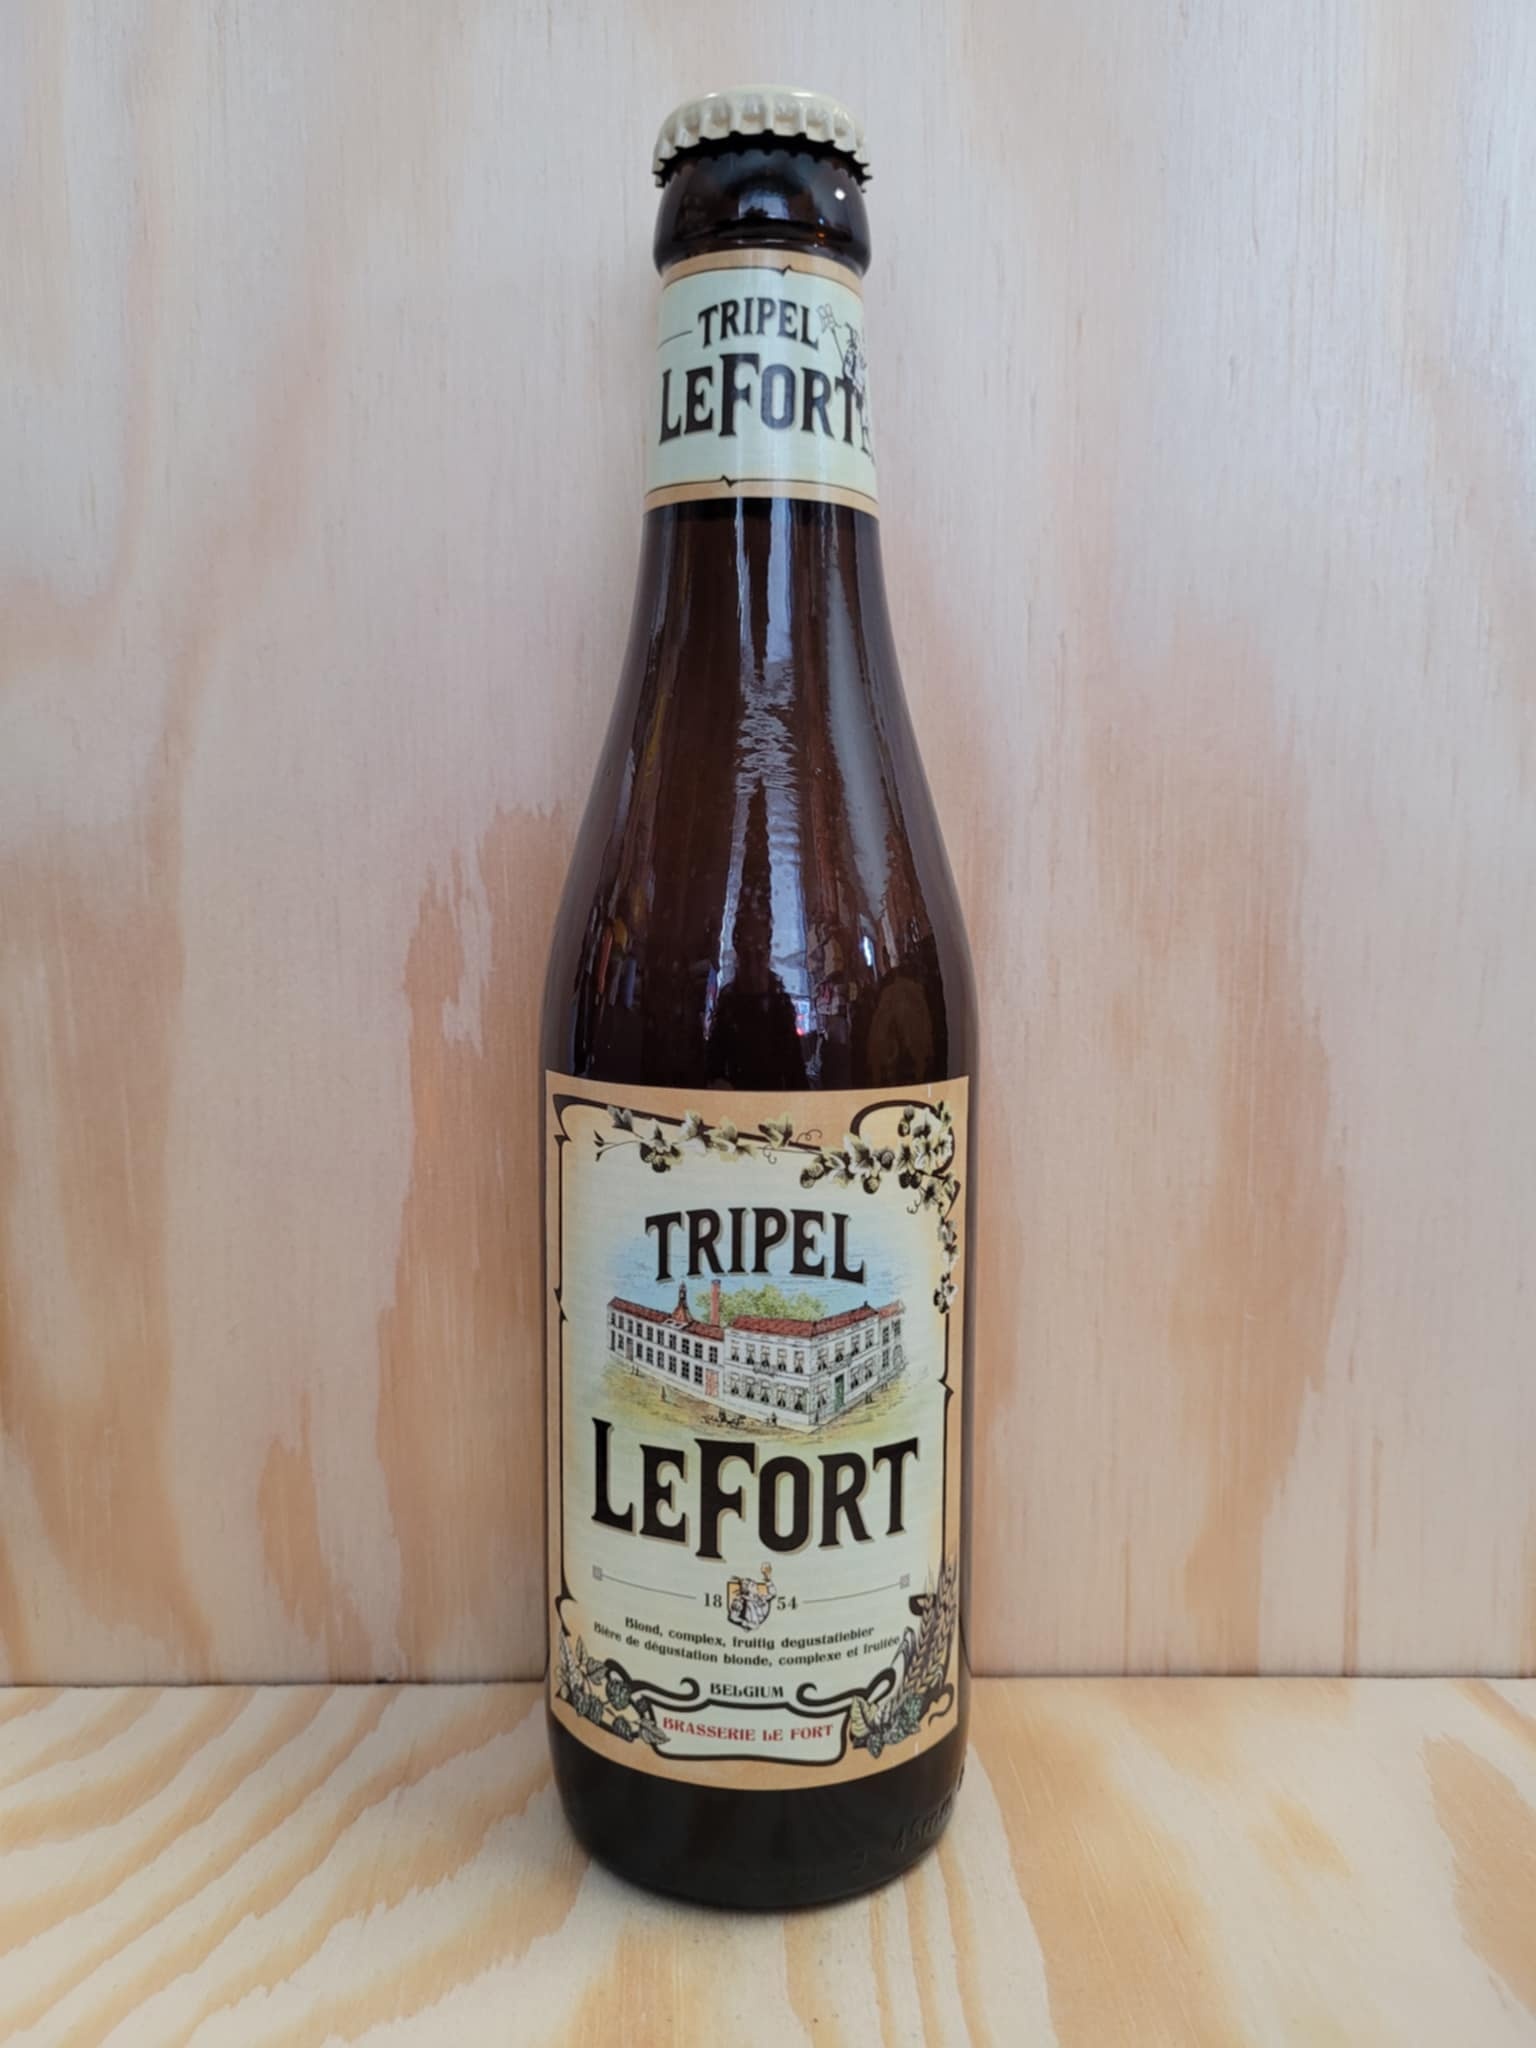 TRIPEL
LEFORT
TRIPEL
LEFORT
18 54
Blond, complex, fruitig degustatiebier
Bière de dégustation blonde, complexe et fruitée
BELGIUM
BRASSERIE LE FORT